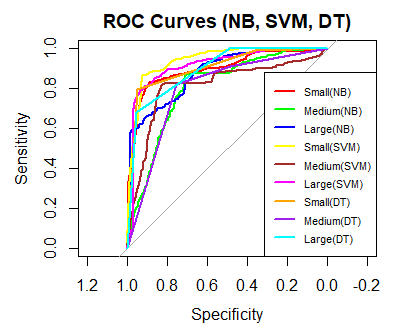 ROC Curves (NB, SVM, DT)
Sensitivity
1.0
0.8
0.6
0.4
0.2
0.0
Small(NB)
Medium(NB)
Large(NB)
Small(SVM)
Medium(SVM)
Large(SVM)
Small(DT)
Medium(DT)
Large(DT)
1.2 1.0 0.8 0.6 0.4 0.2 0.0 -0.2
Specificity